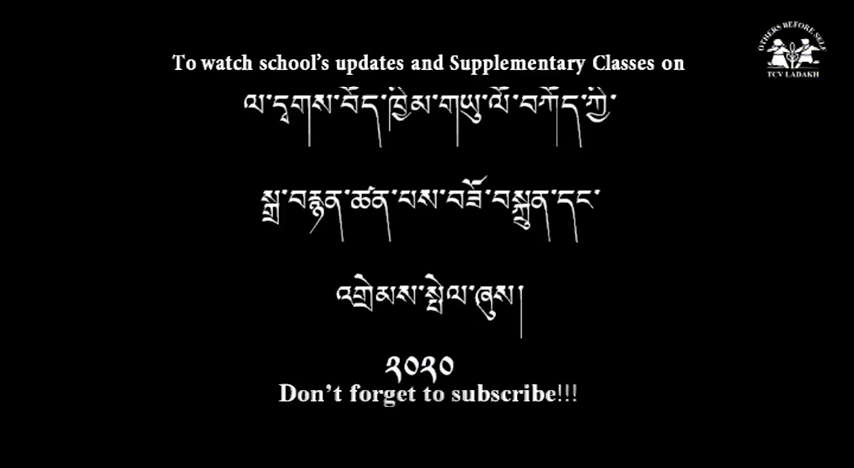 To watch school's updates and Supplementary Classes on
ལ་དྭགས་བོད་ཁྱིམ་གཡུ་ལོ་བཀོད་ཀྱི་
སྒྲ་བརྙན་ཚན་པས་བཟོ་བསྐྲུན་དང་
འགྲེམས་སྤེལ་ཞུས།
༢༠༢༠
Don't forget to subscribe!!!
OTHERS BEFORE SELF
TCV LADAKH